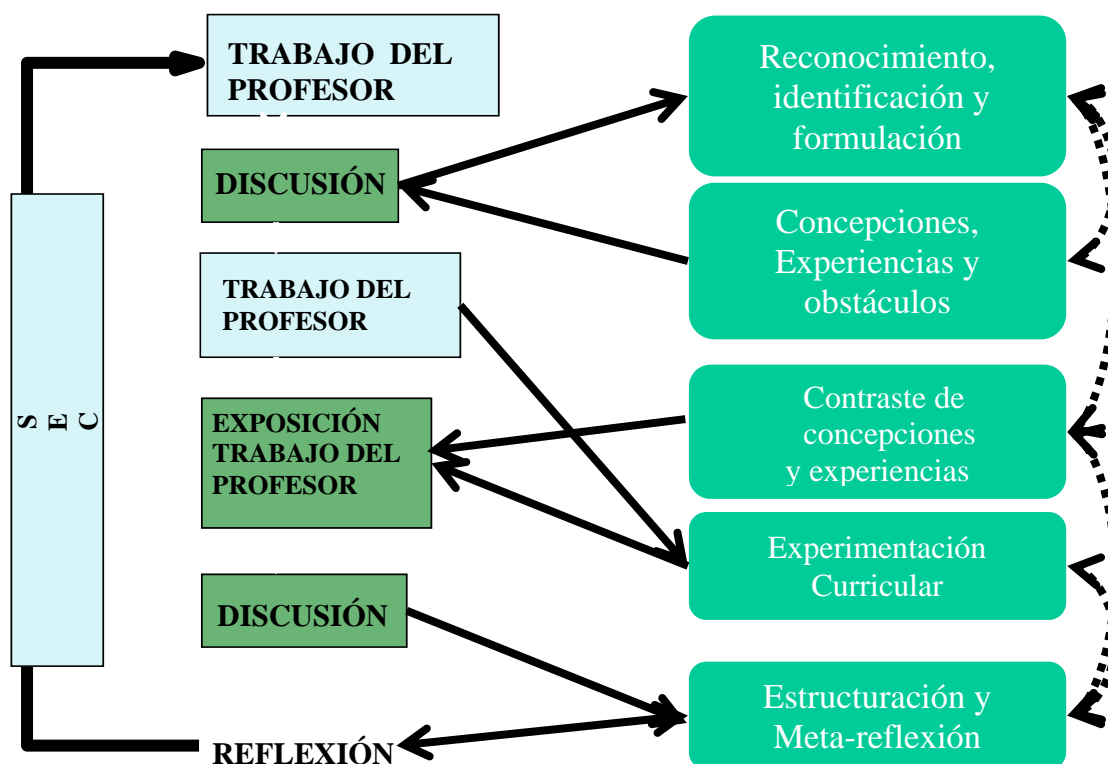 TRABAJO DEL
PROFESOR
DISCUSIÓN
TRABAJO DEL
PROFESOR
EXPOSICIÓN
TRABAJO DEL
PROFESOR
DISCUSIÓN
REFLEXIÓN
S E C
Reconocimiento,
identificación y
formulación
Concepciones,
Experiencias y
obstáculos
Contraste de
concepciones
y experiencias
Experimentación
Curricular
Estructuración y
Meta-reflexión